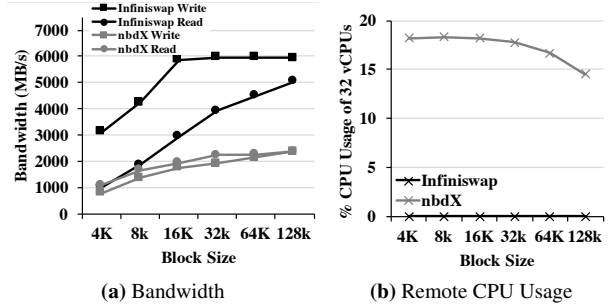 Infiniswap Write
Infiniswap Read
nbdX Write
nbdX Read
Bandwidth (MB/s)
7000
6000
5000
4000
3000
2000
1000
0
4K 8k 16K 32k 64K 128k
Block Size
(a) Bandwidth
% CPU Usage of 32 vCPUs
20
15
10
5
0
Infiniswap
nbdX
4K 8k 16K 32k 64K 128k
Block Size
(b) Remote CPU Usage